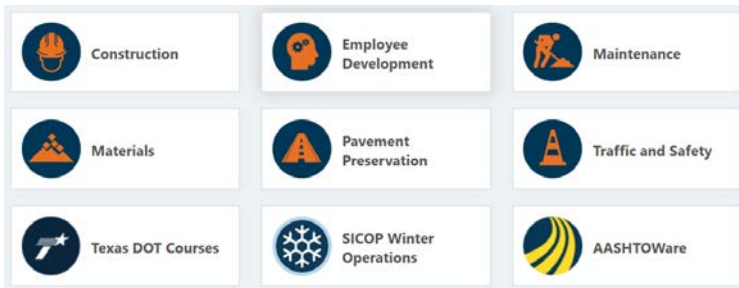 Construction
Employee
Development
Maintenance
Materials
Pavement
Preservation
Traffic and Safety
Texas DOT Courses
SICOP Winter
Operations
AASHTOWare